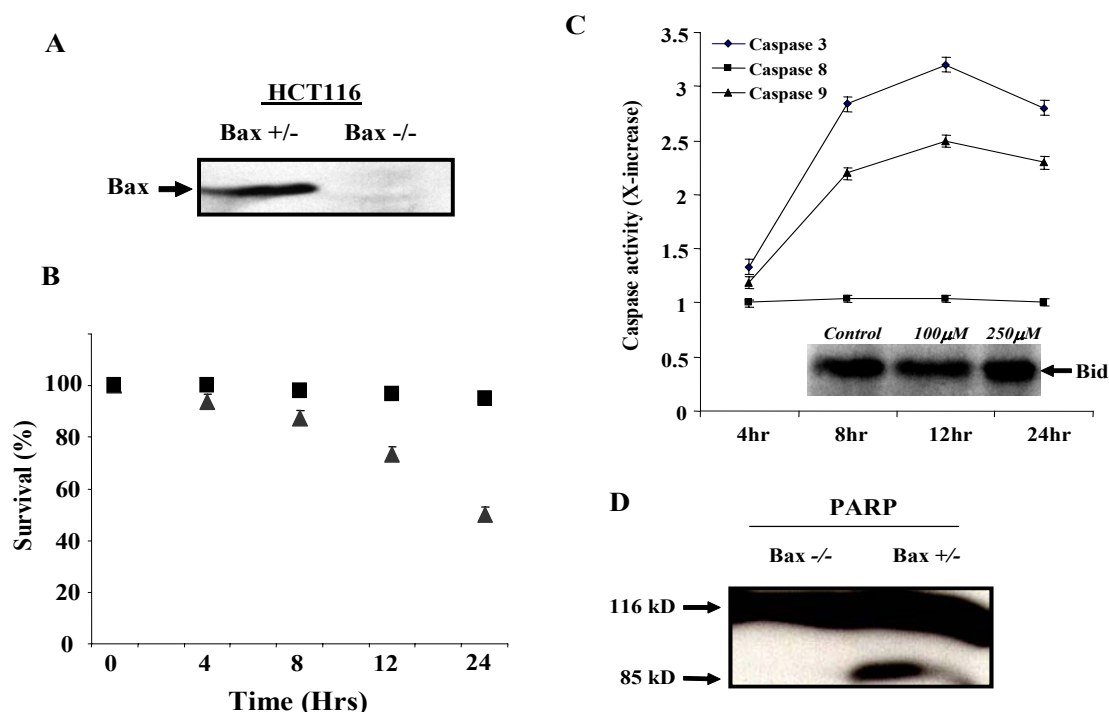 A
HCT116
Bax +/- Bax -/-
Bax
B
Survival (%)
100
80
60
40
20
0
0 4 8 12 24
Time (Hrs)
C
Caspase activity (X-increase)
3.5
3
2.5
2
1.5
1
0.5
0
Caspase 3
Caspase 8
Caspase 9
Control 100μM 250μM
Bid
4hr 8hr 12hr 24hr
D
PARP
Bax -/- Bax +/-
116 kD
85 kD